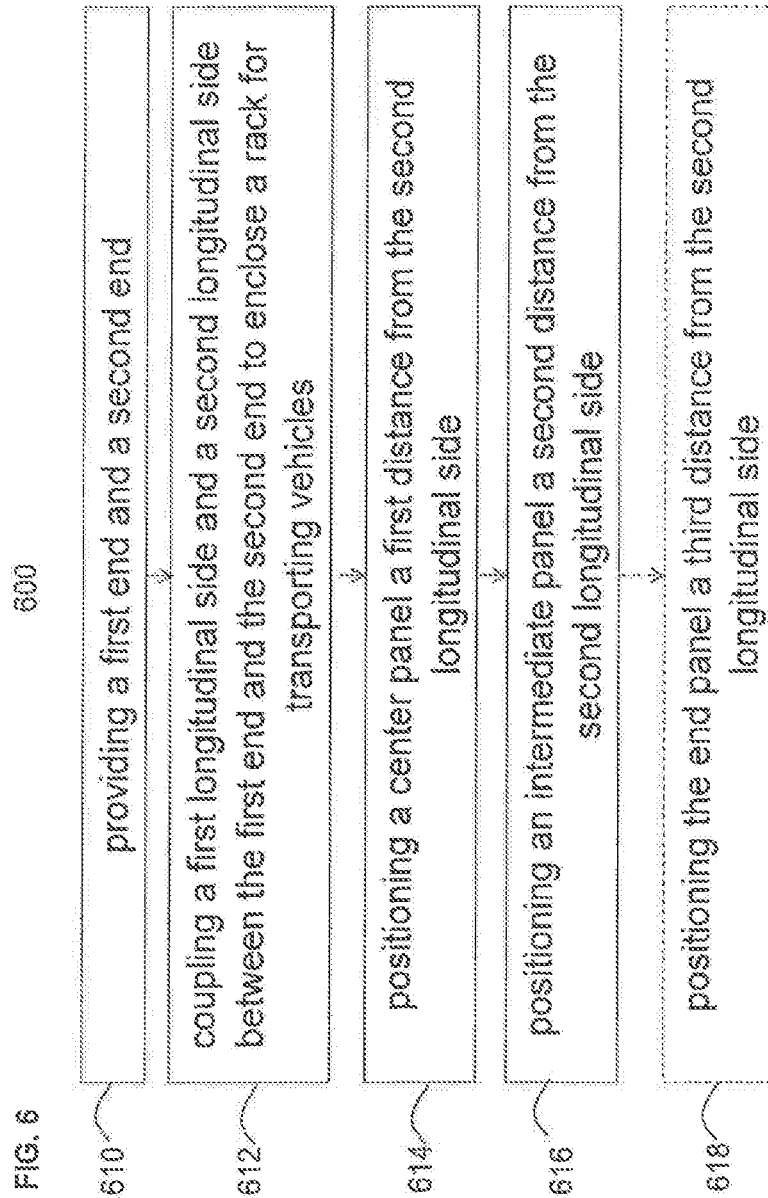 FIG. 6
600
610
providing a first end and a second end
612
coupling a first longitudinal side and a second longitudinal side
between the first end and the second end to enclose a rack for
transporting vehicles
614
positioning a center panel a first distance from the second
longitudinal side
616
positioning an intermediate panel a second distance from the
second longitudinal side
618
positioning the end panel a third distance from the second
longitudinal side